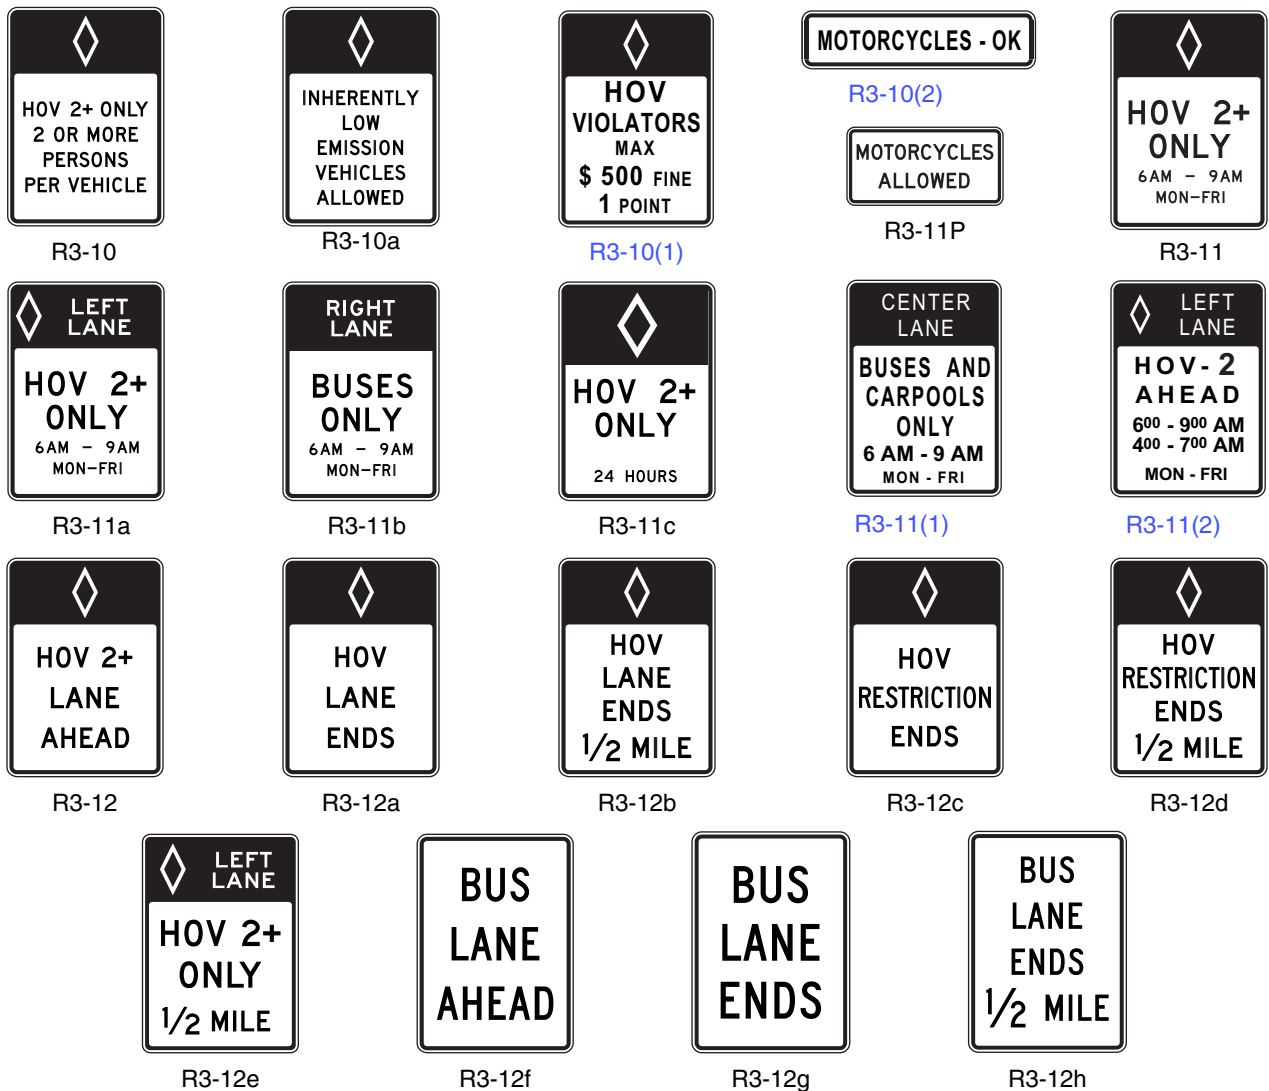 HOV 2+ ONLY
2 OR MORE
PERSONS
PER VEHICLE
R3-10
INHERENTLY
LOW
EMISSION
VEHICLES
ALLOWED
R3-10a
HOV
VIOLATORS
MAX
$ 500 FINE
1 POINT
R3-10(1)
MOTORCYCLES - OK
R3-10(2)
MOTORCYCLES
ALLOWED
R3-11P
HOV 2+
ONLY
6AM – 9AM
MON–FRI
R3-11
LEFT
LANE
HOV 2+
ONLY
6AM – 9AM
MON–FRI
R3-11a
RIGHT
LANE
BUSES
ONLY
6AM – 9AM
MON–FRI
R3-11b
HOV 2+
ONLY
24 HOURS
R3-11c
CENTER
LANE
BUSES AND
CARPOOLS
ONLY
6 AM - 9 AM
MON - FRI
R3-11(1)
LEFT
LANE
HOV- 2
AHEAD
600 - 900 AM
400 - 700 AM
MON - FRI
R3-11(2)
HOV 2+
LANE
AHEAD
R3-12
HOV
LANE
ENDS
R3-12a
HOV
LANE
ENDS
1/2 MILE
R3-12b
HOV
RESTRICTION
ENDS
R3-12c
HOV
RESTRICTION
ENDS
1/2 MILE
R3-12d
LEFT
LANE
HOV 2+
ONLY
1/2 MILE
R3-12e
BUS
LANE
AHEAD
R3-12f
BUS
LANE
ENDS
R3-12g
BUS
LANE
ENDS
1/2 MILE
R3-12h